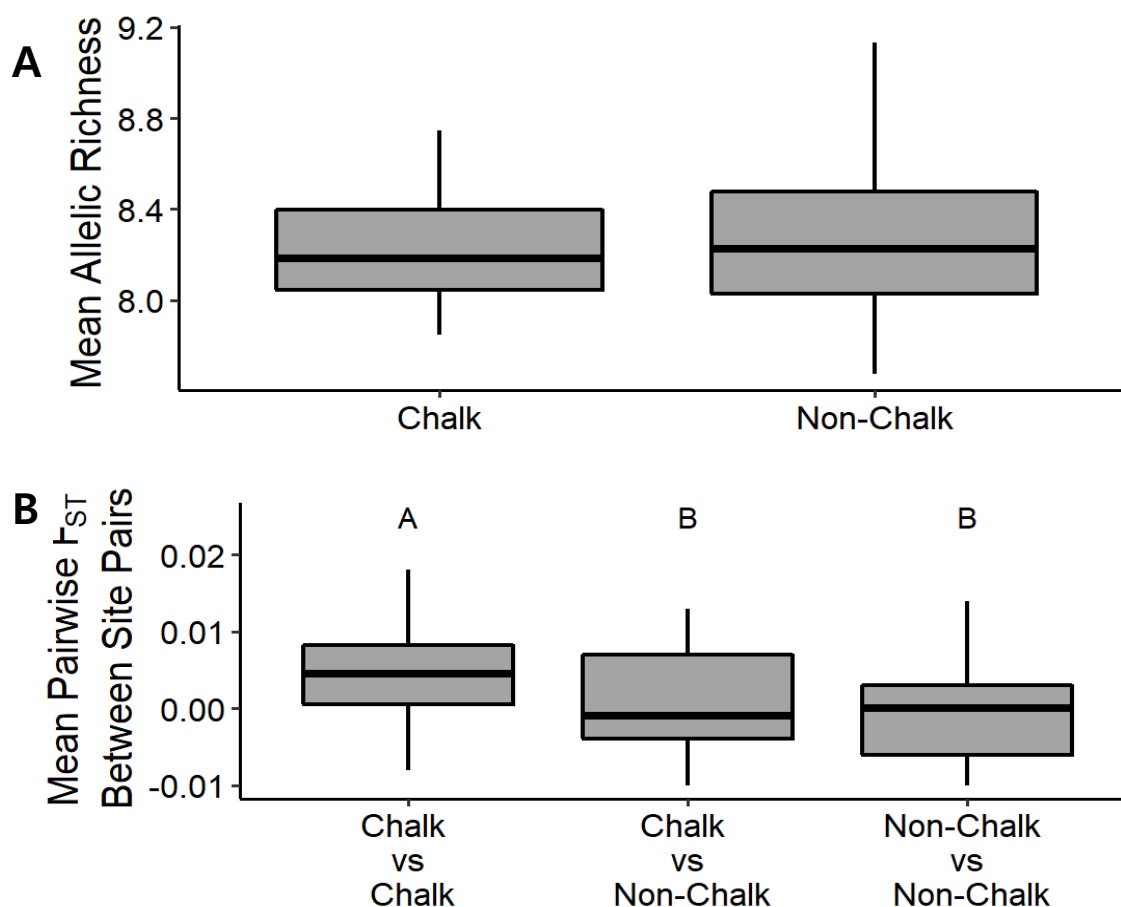 A
Mean Allelic Richness
9.2
8.8
8.4
8.0
Chalk
Non-Chalk
B
Mean Pairwise FST
Between Site Pairs
0.02
0.01
0.00
-0.01
A
B
B
Chalk
vs
Chalk
Chalk
vs
Non-Chalk
Non-Chalk
vs
Non-Chalk